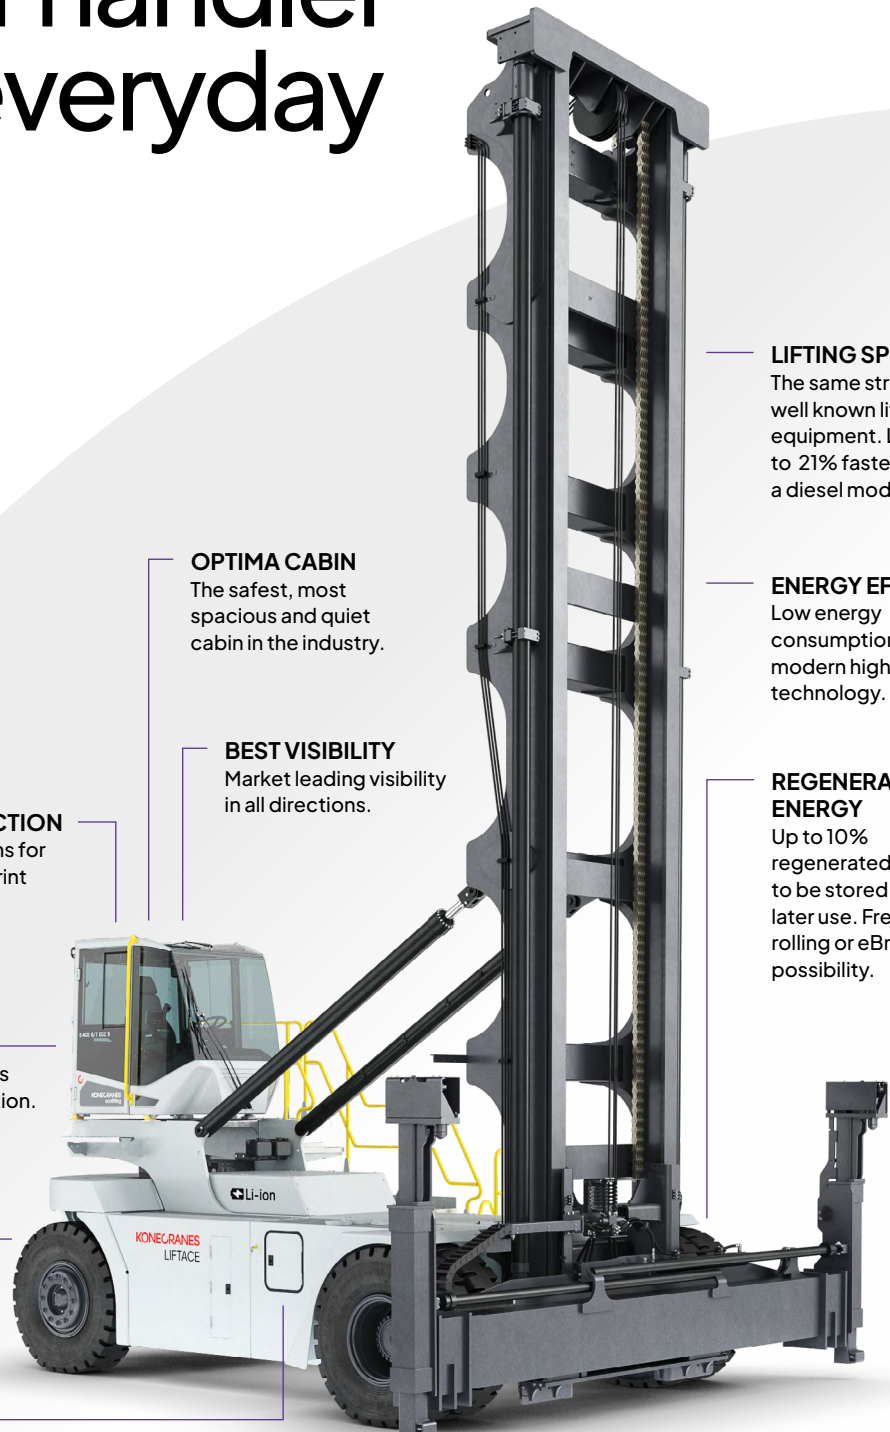 handler
everyday
LIFTING SP
The same str
well known li
equipment. L
to 21% faste
a diesel mod
OPTIMA CABIN
The safest, most
spacious and quiet
cabin in the industry.
ENERGY EF
Low energy
consumption
modern high
technology.
BEST VISIBILITY
Market leading visibility
in all directions.
REGENERA
ENERGY
Up to 10%
regenerated
to be stored
later use. Fre
rolling or eBr
possibility.
CTION
ns for
rint
s
tion.
KONECRANES
Li-ion
KONECRANES
LIFTACE